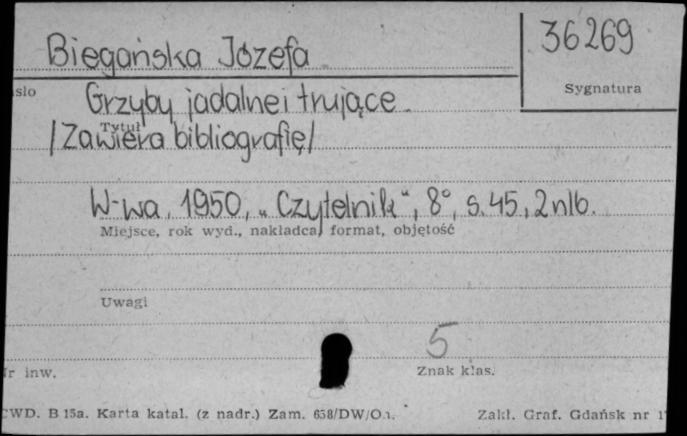 Biegańska Józefa
36269
Sygnatura
sło
Grzyby jadalne i trujące
Tytuł
/Zawiera bibliografię/
W-wa, 1950, „Czytelnik", 8°, s. 45, 2 nlb.
Miejsce, rok wyd., nakładca, format, objętość
Uwagi
5
r inw.
Znak klas.
WD. B 15a. Karta katal. (z nadr.) Zam. 658/DW/O
Zakł. Graf. Gdańsk nr 1